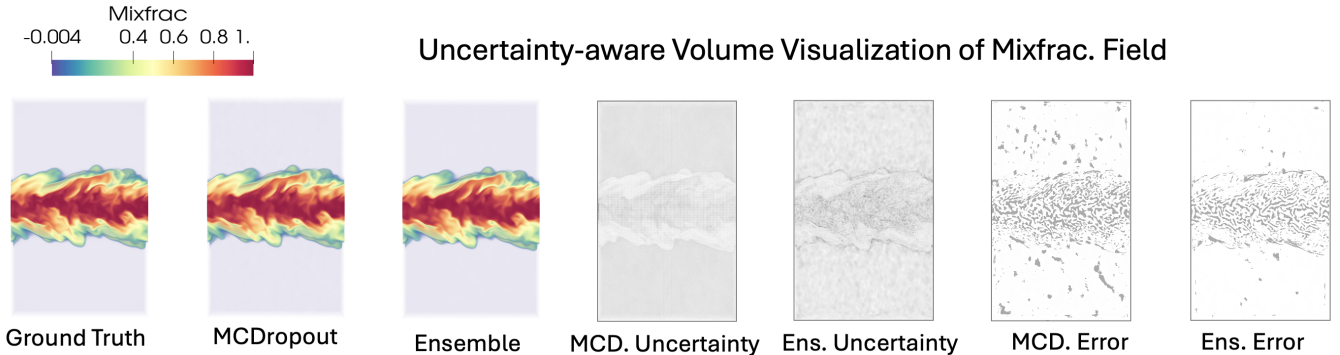 Mixfrac
-0.004 0.4 0.6 0.8 1.
Uncertainty-aware Volume Visualization of Mixfrac. Field
Ground Truth
MCDropout
Ensemble
MCD. Uncertainty
Ens. Uncertainty
MCD. Error
Ens. Error